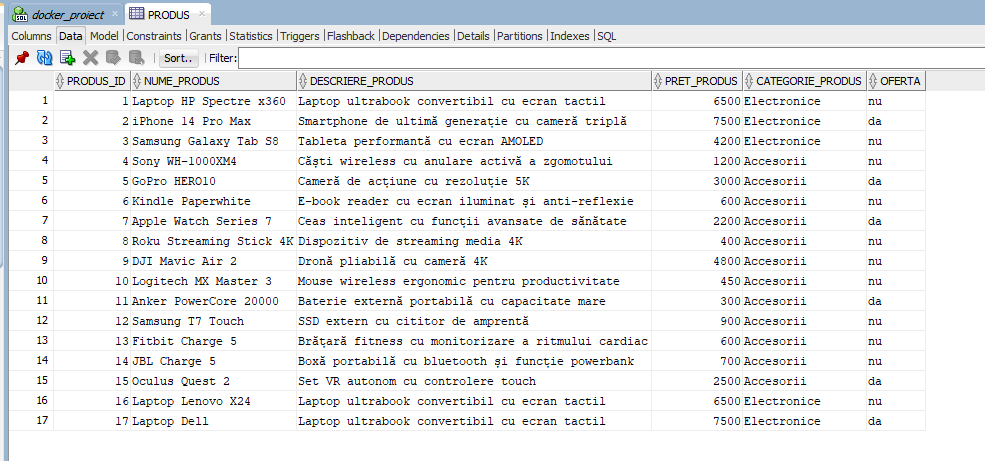 SQL docker_proiect PRODUS
Columns Data Model Constraints Grants Statistics Triggers Flashback Dependencies Details Partitions Indexes SQL
Sort.. Filter:
PRODUS_ID NUME_PRODUS DESCRIERE_PRODUS PRET_PRODUS CATEGORIE_PRODUS OFERTA
1 1 Laptop HP Spectre x360 Laptop ultrabook convertibil cu ecran tactil 6500 Electronice nu
2 2 iPhone 14 Pro Max Smartphone de ultimă generație cu cameră triplă 7500 Electronice da
3 3 Samsung Galaxy Tab S8 Tableta performantă cu ecran AMOLED 4200 Electronice nu
4 4 Sony WH-1000XM4 Căști wireless cu anulare activă a zgomotului 1200 Accesorii nu
5 5 GoPro HERO10 Cameră de acțiune cu rezoluție 5K 3000 Accesorii da
6 6 Kindle Paperwhite E-book reader cu ecran iluminat și anti-reflexie 600 Accesorii nu
7 7 Apple Watch Series 7 Ceas inteligent cu funcții avansate de sănătate 2200 Accesorii da
8 8 Roku Streaming Stick 4K Dispozitiv de streaming media 4K 400 Accesorii nu
9 9 DJI Mavic Air 2 Dronă pliabilă cu cameră 4K 4800 Accesorii nu
10 10 Logitech MX Master 3 Mouse wireless ergonomic pentru productivitate 450 Accesorii nu
11 11 Anker PowerCore 20000 Baterie externă portabilă cu capacitate mare 300 Accesorii da
12 12 Samsung T7 Touch SSD extern cu cititor de amprentă 900 Accesorii nu
13 13 Fitbit Charge 5 Brățară fitness cu monitorizare a ritmului cardiac 600 Accesorii nu
14 14 JBL Charge 5 Boxă portabilă cu bluetooth și funcție powerbank 700 Accesorii nu
15 15 Oculus Quest 2 Set VR autonom cu controlere touch 2500 Accesorii da
16 16 Laptop Lenovo X24 Laptop ultrabook convertibil cu ecran tactil 6500 Electronice nu
17 17 Laptop Dell Laptop ultrabook convertibil cu ecran tactil 7500 Electronice da